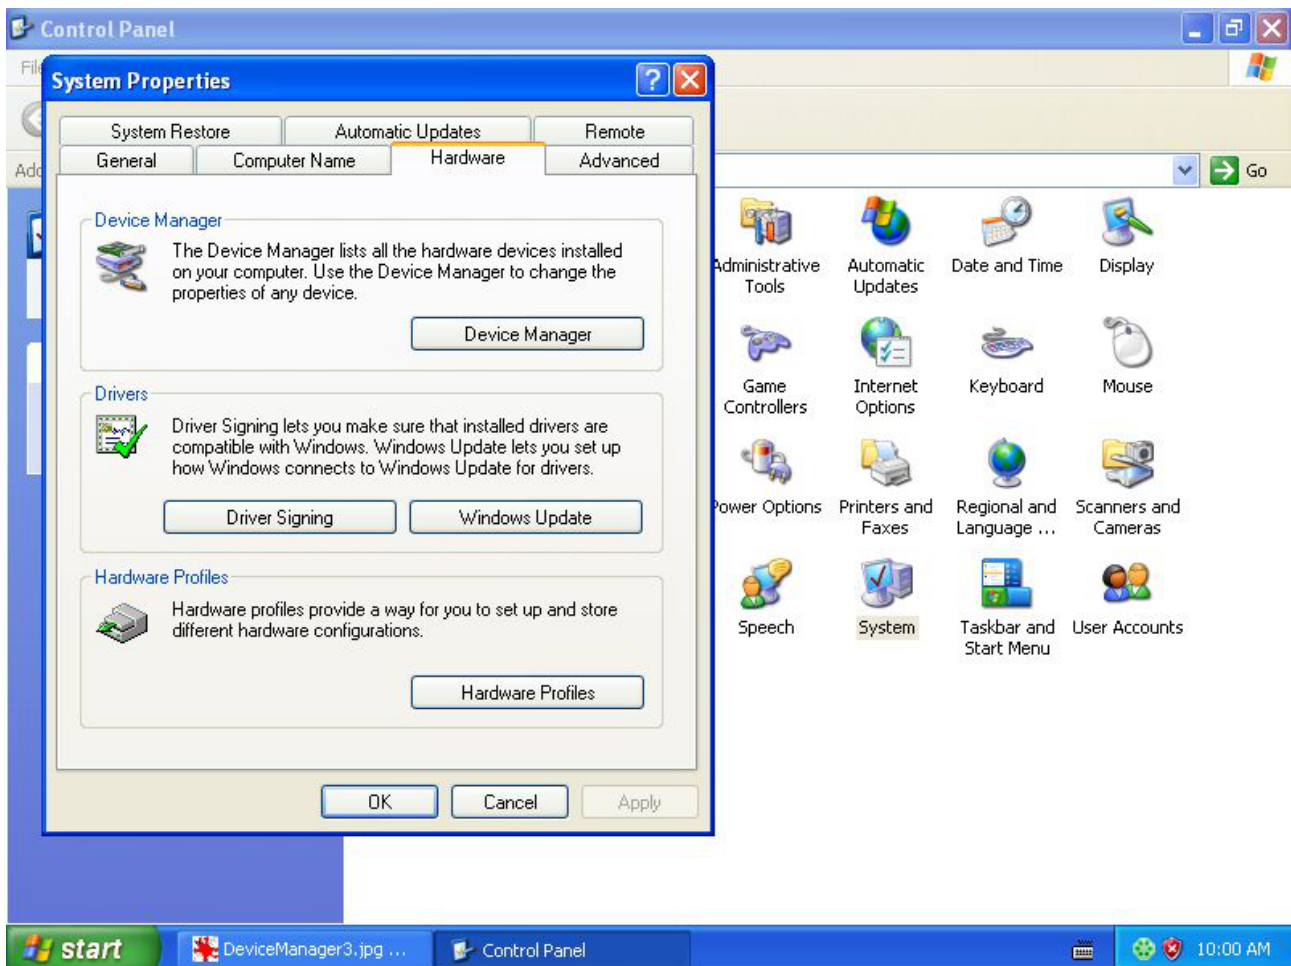 Control Panel
File
System Properties
System Restore
Automatic Updates
Remote
General
Computer Name
Hardware
Advanced
Go
Device Manager
The Device Manager lists all the hardware devices installed
on your computer. Use the Device Manager to change the
properties of any device.
Device Manager
Drivers
Driver Signing lets you make sure that installed drivers are
compatible with Windows. Windows Update lets you set up
how Windows connects to Windows Update for drivers.
Driver Signing
Windows Update
Hardware Profiles
Hardware profiles provide a way for you to set up and store
different hardware configurations.
Hardware Profiles
OK
Cancel
Apply
Administrative
Tools
Automatic
Updates
Date and Time
Display
Game
Controllers
Internet
Options
Keyboard
Mouse
Power Options
Printers and
Faxes
Regional and
Language ...
Scanners and
Cameras
Speech
System
Taskbar and
Start Menu
User Accounts
start
DeviceManager3.jpg ...
Control Panel
10:00 AM